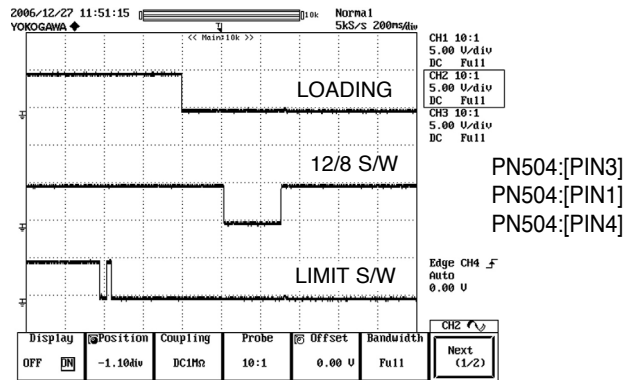 2006/12/27 11:51:15 10k Normal
YOKOGAWA 5kS/s 200ms/div
<< Main:10k >>
CH1 10:1
5.00 V/div
DC Full
CH2 10:1
5.00 V/div
DC Full
CH3 10:1
5.00 V/div
DC Full
LOADING
12/8 S/W
LIMIT S/W
PN504:[PIN3]
PN504:[PIN1]
PN504:[PIN4]
Edge CH4
Auto
0.00 V
CH2
Display Position Coupling Probe Offset Bandwidth
OFF ON -1.10div DC1MΩ 10:1 0.00 V Full
Next
(1/2)